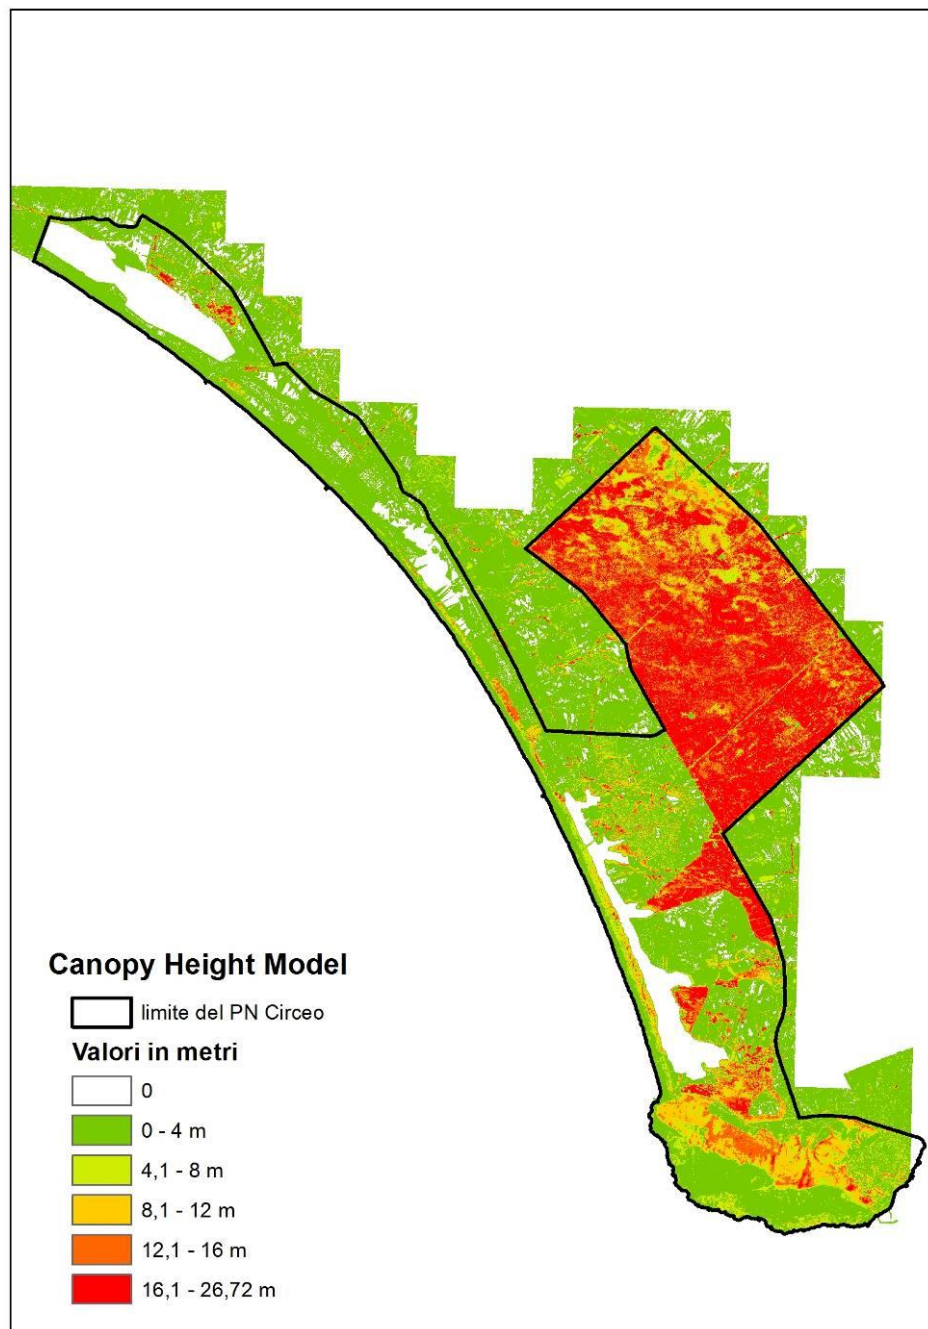 Canopy Height Model
limite del PN Circeo
Valori in metri
0
0 - 4 m
4,1 - 8 m
8,1 - 12 m
12,1 - 16 m
16,1 - 26,72 m